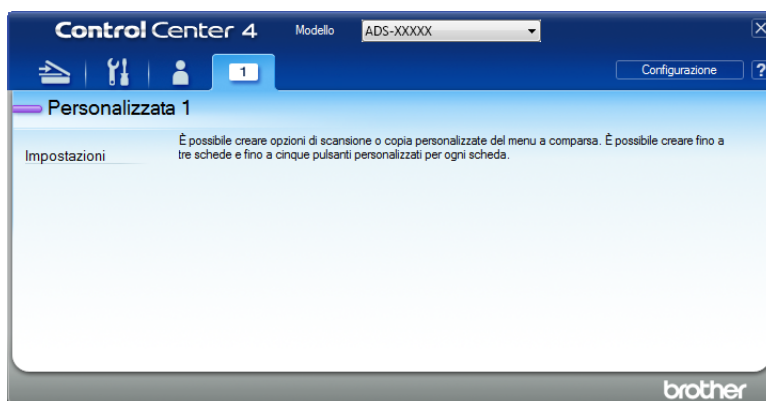 ControlCenter 4 Modello ADS-XXXXX
1 Configurazione ?
Personalizzata 1
È possibile creare opzioni di scansione o copia personalizzate del menu a comparsa. È possibile creare fino a
Impostazioni tre schede e fino a cinque pulsanti personalizzati per ogni scheda.
brother